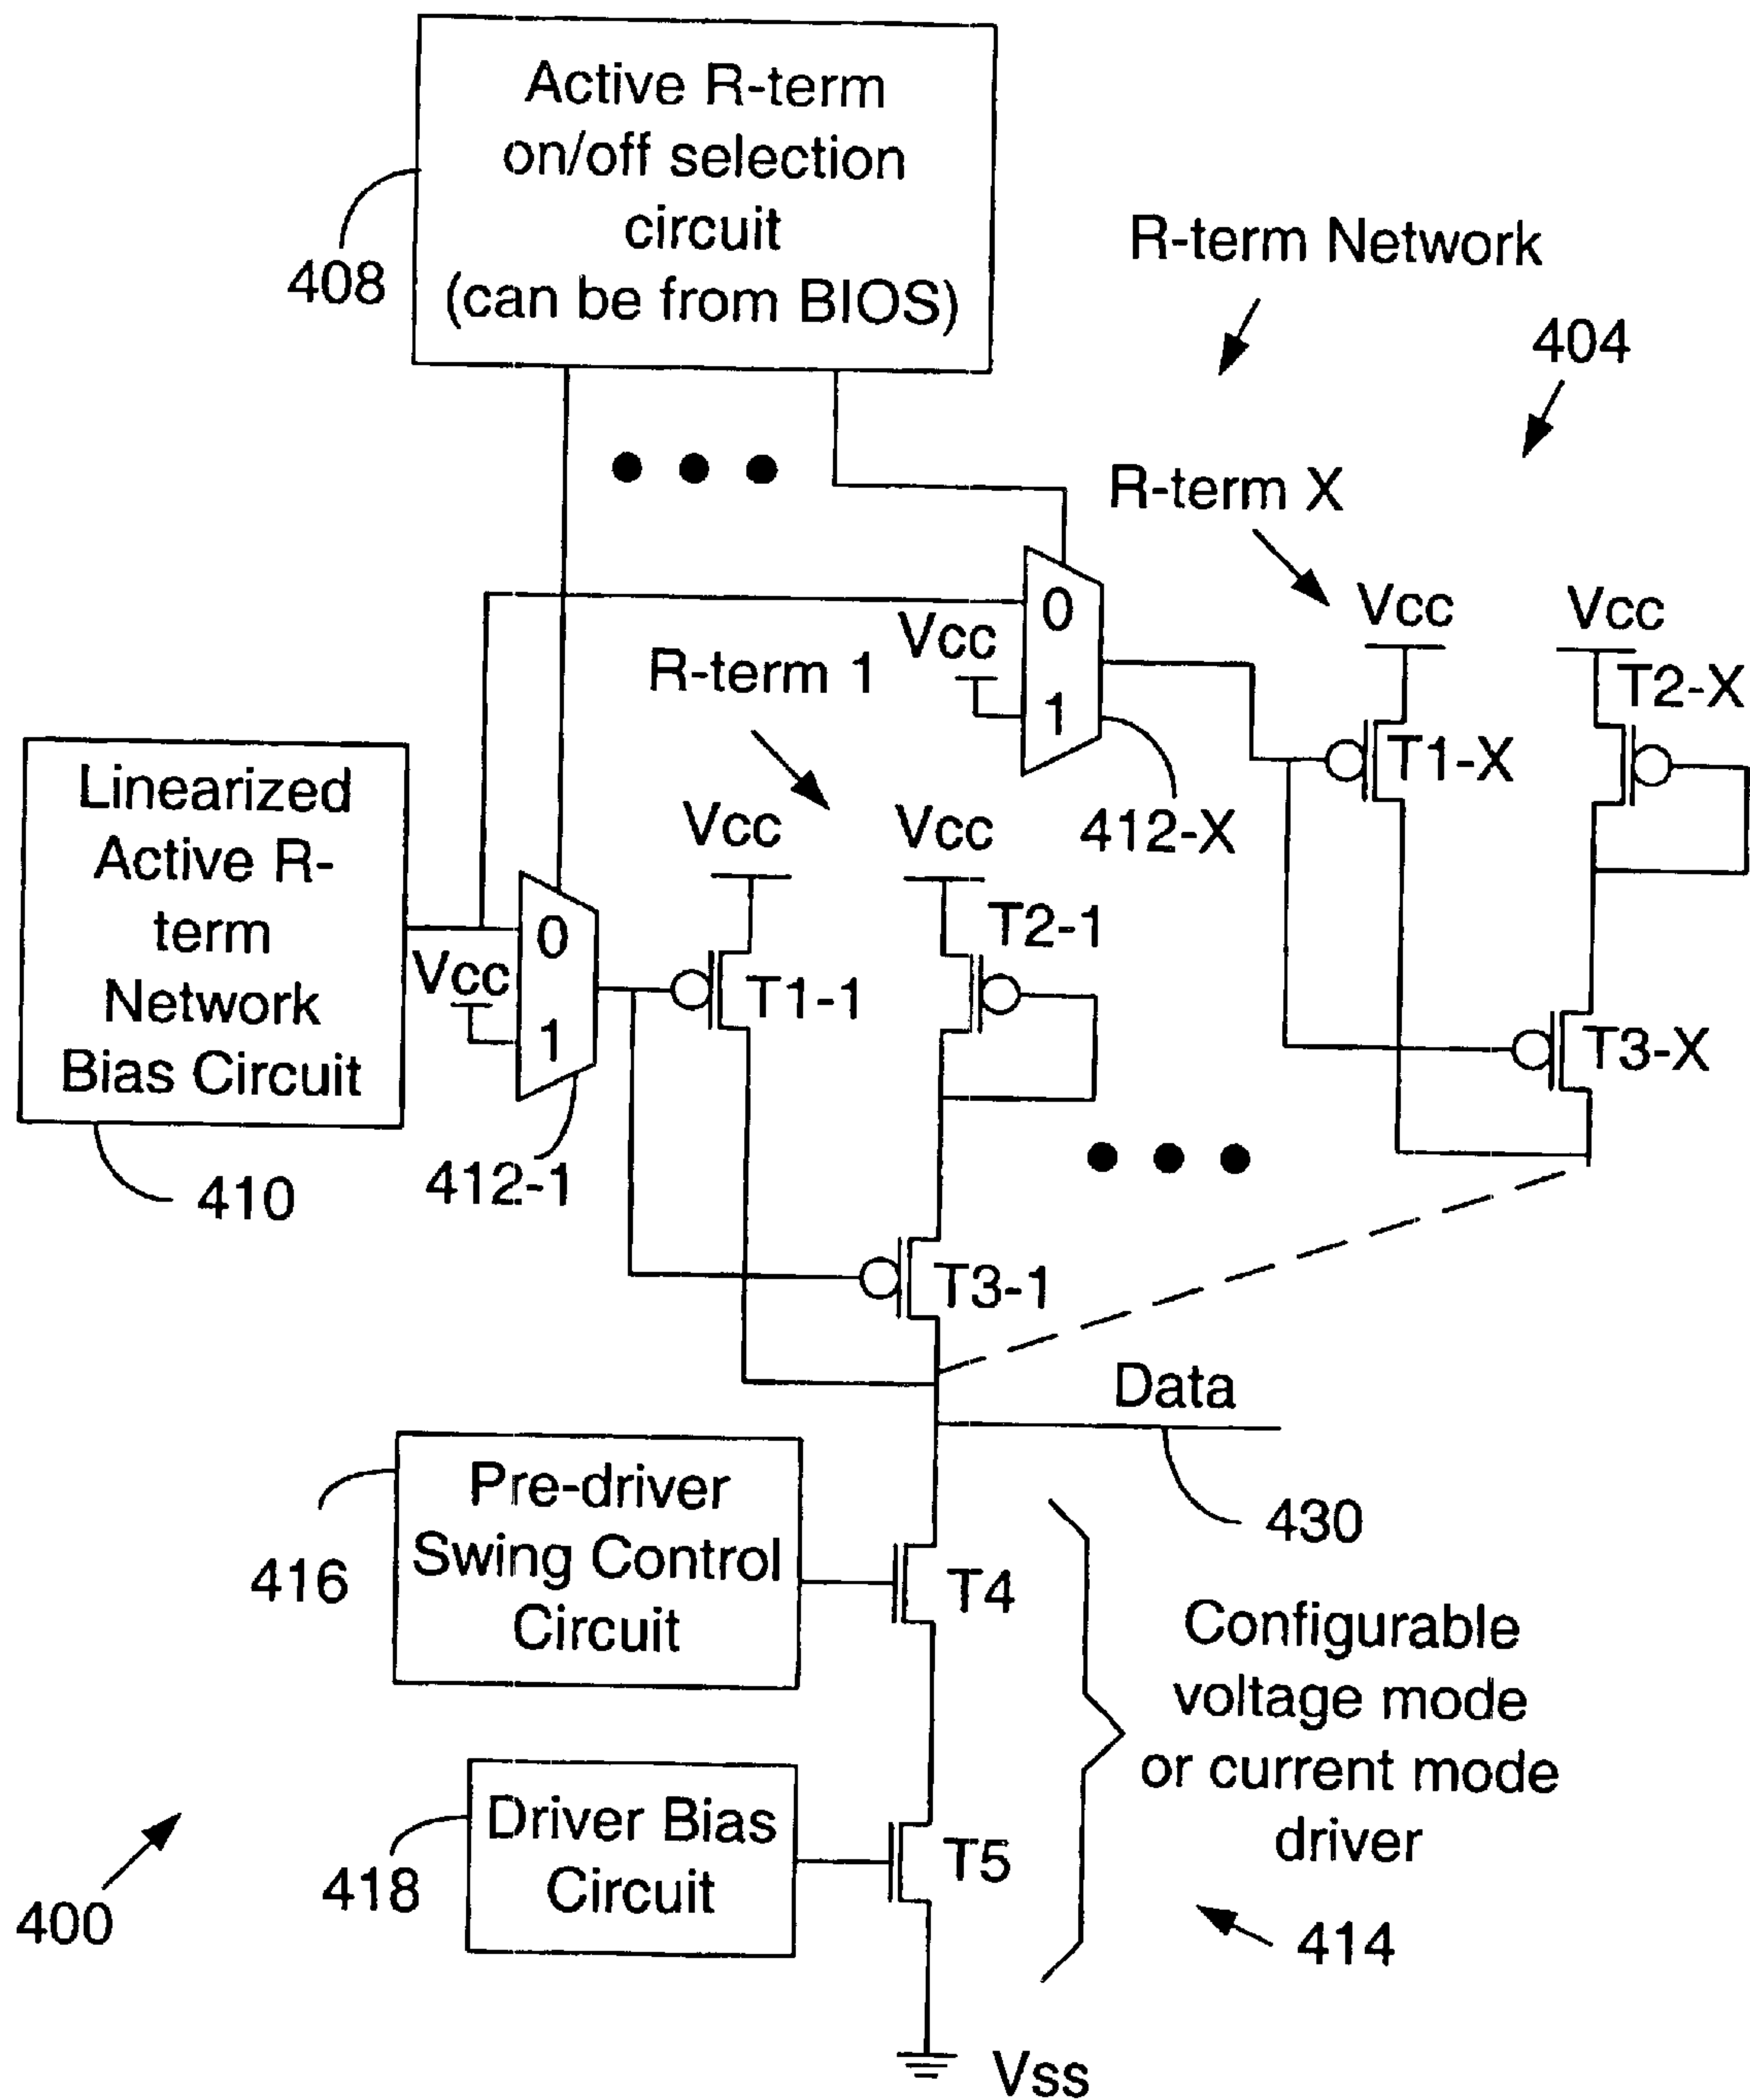 Active R-term
on/off selection
circuit
(can be from BIOS)
408
R-term Network
404
R-term X
0
Vcc
1
Vcc
Vcc
T2-X
R-term 1
T1-X
412-X
Linearized
Active R-
term
Network
Bias Circuit
Vcc
Vcc
0
Vcc
1
T2-1
T1-1
T3-X
410
412-1
T3-1
Data
430
Pre-driver
Swing Control
Circuit
416
T4
Configurable
voltage mode
or current mode
driver
Driver Bias
Circuit
418
T5
400
414
Vss